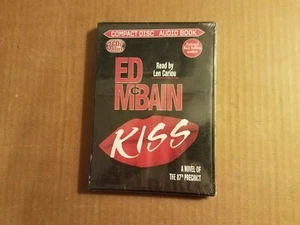 COMPACT DISC AUDIO BOOK
Read by
Len Cariou
ED
McBAIN
KISS
A NOVEL OF
THE 87TH PRECINCT